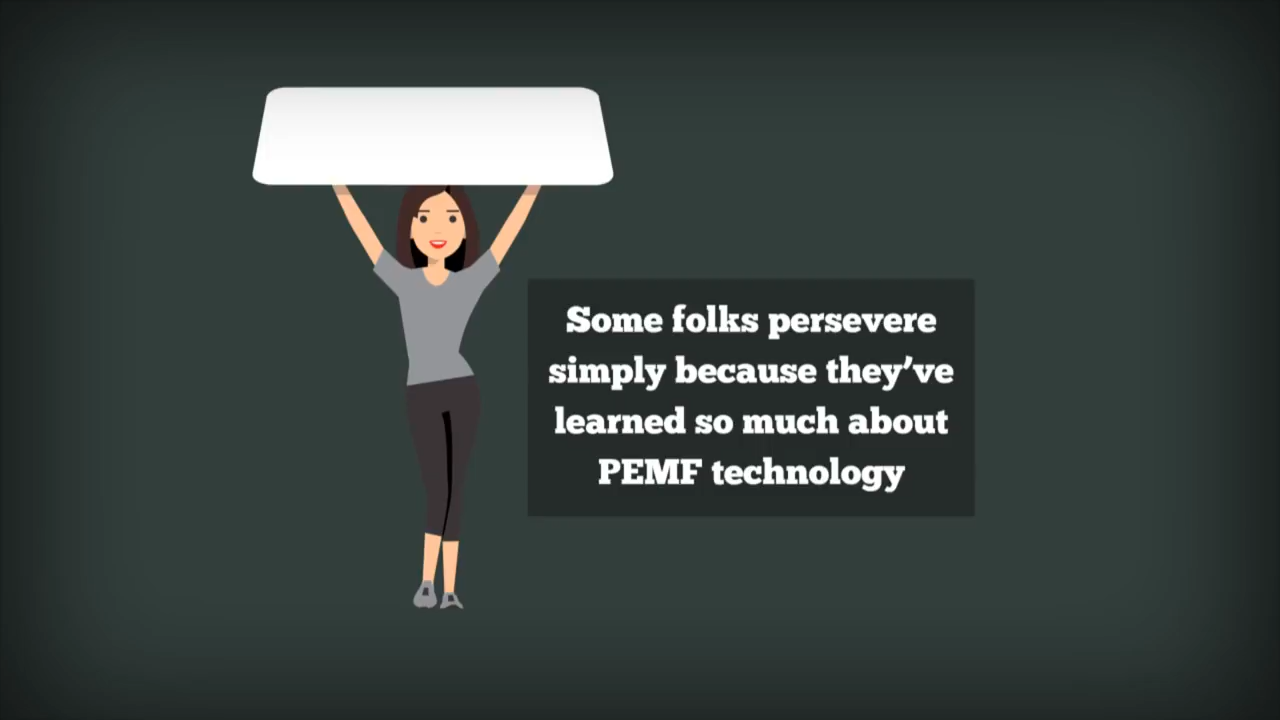 Some folks persevere
simply because they’ve
learned so much about
PEMF technology